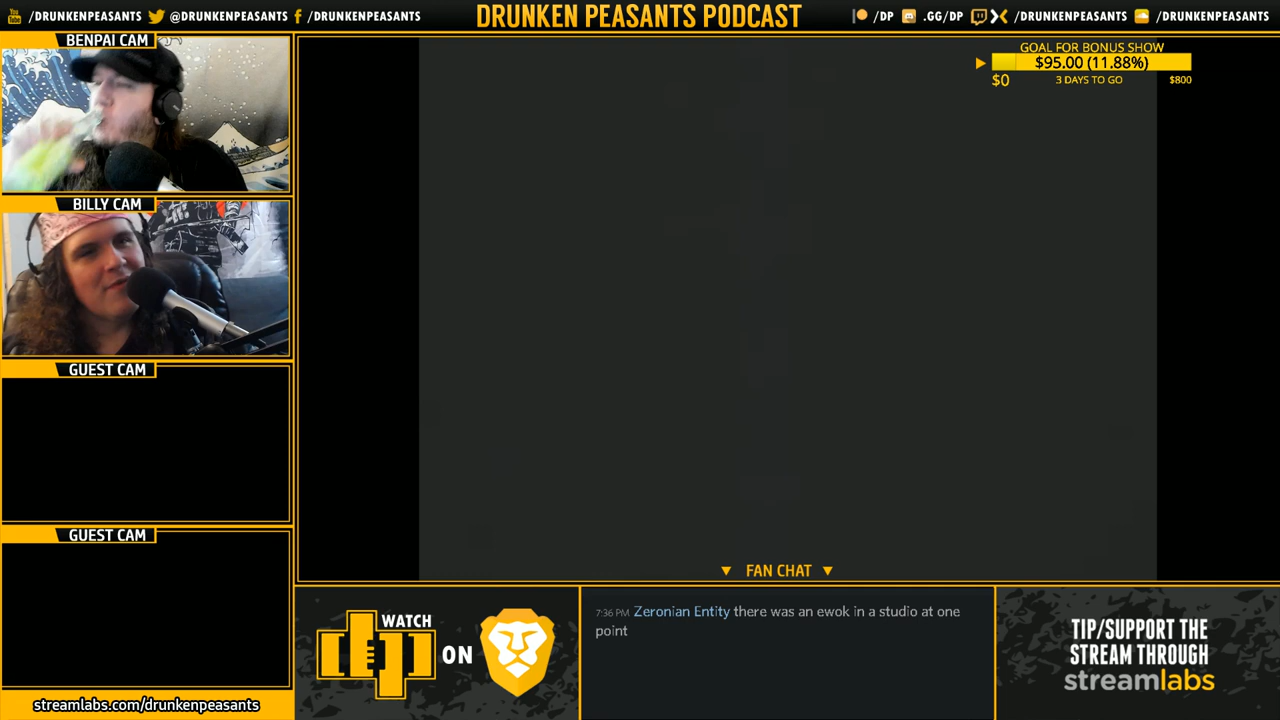 You Tube /DRUNKENPEASANTS @DRUNKENPEASANTS /DRUNKENPEASANTS
DRUNKEN PEASANTS PODCAST
/DP .GG/DP /DRUNKENPEASANTS /DRUNKENPEASANTS
BENPAI CAM
GOAL FOR BONUS SHOW
$95.00 (11.88%)
$0 3 DAYS TO GO $800
BILLY CAM
GUEST CAM
GUEST CAM
FAN CHAT
WATCH
ON
7:36 PM Zeronian Entity there was an ewok in a studio at one
point
TIP/SUPPORT THE
STREAM THROUGH
streamlabs
streamlabs.com/drunkenpeasants